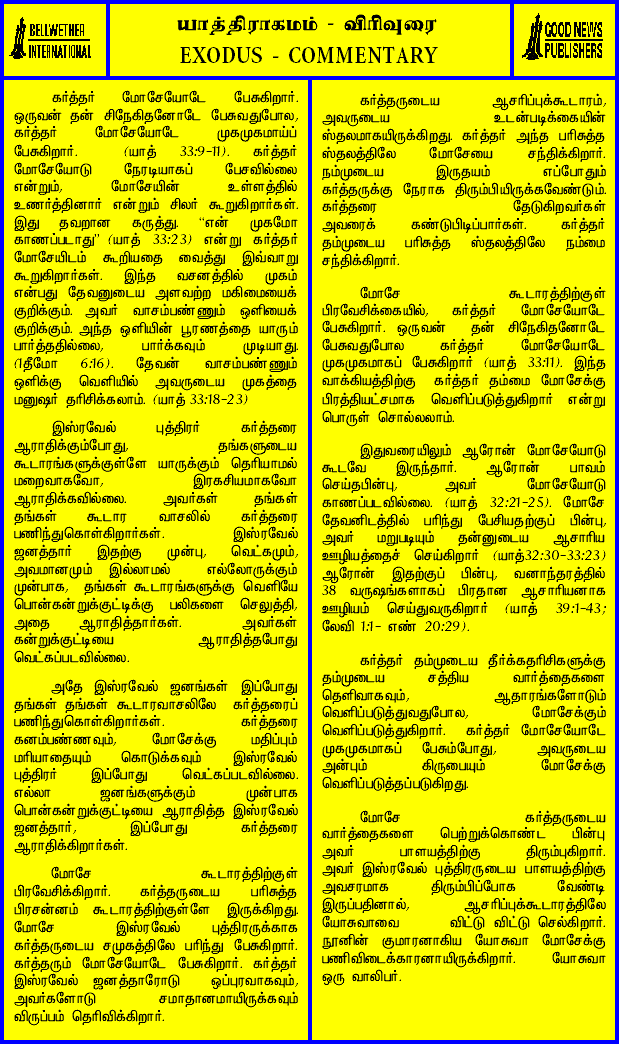 BELLWETHER
INTERNATIONAL
யாத்திராகமம் - விரிவுரை
EXODUS - COMMENTARY
GOOD NEWS
PUBLISHERS
கர்த்தர் மோசேயோடே பேசுகிறார்.
ஒருவன் தன் சிநேகிதனோடே பேசுவதுபோல,
கர்த்தர் மோசேயோடே முகமுகமாய்ப்
பேசுகிறார். (யாத் 33:9-11). கர்த்தர்
மோசேயோடு நேரடியாகப் பேசவில்லை
என்றும், மோசேயின் உள்ளத்தில்
உணர்த்தினார் என்றும் சிலர் கூறுகிறார்கள்.
இது தவறான கருத்து. “என் முகமோ
காணப்படாது” (யாத் 33:23) என்று கர்த்தர்
மோசேயிடம் கூறியதை வைத்து இவ்வாறு
கூறுகிறார்கள். இந்த வசனத்தில் முகம்
என்பது தேவனுடைய அளவற்ற மகிமையைக்
குறிக்கும். அவர் வாசம்பண்ணும் ஒளியைக்
குறிக்கும். அந்த ஒளியின் பூரணத்தை யாரும்
பார்த்ததில்லை, பார்க்கவும் முடியாது.
(1தீமோ 6:16). தேவன் வாசம்பண்ணும்
ஒளிக்கு வெளியில் அவருடைய முகத்தை
மனுஷர் தரிசிக்கலாம். (யாத் 33:18-23)
இஸ்ரவேல் புத்திரர் கர்த்தரை
ஆராதிக்கும்போது, தங்களுடைய
கூடாரங்களுக்குள்ளே யாருக்கும் தெரியாமல்
மறைவாகவோ, இரகசியமாகவோ
ஆராதிக்கவில்லை. அவர்கள் தங்கள்
தங்கள் கூடார வாசலில் கர்த்தரை
பணிந்துகொள்கிறார்கள். இஸ்ரவேல்
ஜனத்தார் இதற்கு முன்பு, வெட்கமும்,
அவமானமும் இல்லாமல் எல்லோருக்கும்
முன்பாக, தங்கள் கூடாரங்களுக்கு வெளியே
பொன்கன்றுக்குட்டிக்கு பலிகளை செலுத்தி,
அதை ஆராதித்தார்கள். அவர்கள்
கன்றுக்குட்டியை ஆராதித்தபோது
வெட்கப்படவில்லை.
அதே இஸ்ரவேல் ஜனங்கள் இப்போது
தங்கள் தங்கள் கூடாரவாசலிலே கர்த்தரைப்
பணிந்துகொள்கிறார்கள். கர்த்தரை
கனம்பண்ணவும், மோசேக்கு மதிப்பும்
மரியாதையும் கொடுக்கவும் இஸ்ரவேல்
புத்திரர் இப்போது வெட்கப்படவில்லை.
எல்லா ஜனங்களுக்கும் முன்பாக
பொன்கன்றுக்குட்டியை ஆராதித்த இஸ்ரவேல்
ஜனத்தார், இப்போது கர்த்தரை
ஆராதிக்கிறார்கள்.
மோசே கூடாரத்திற்குள்
பிரவேசிக்கிறார். கர்த்தருடைய பரிசுத்த
பிரசன்னம் கூடாரத்திற்குள்ளே இருக்கிறது.
மோசே இஸ்ரவேல் புத்திரருக்காக
கர்த்தருடைய சமுகத்திலே பரிந்து பேசுகிறார்.
கர்த்தரும் மோசேயோடே பேசுகிறார். கர்த்தர்
இஸ்ரவேல் ஜனத்தாரோடு ஒப்புரவாகவும்,
அவர்களோடு சமாதானமாயிருக்கவும்
விருப்பம் தெரிவிக்கிறார்.
கர்த்தருடைய ஆசரிப்புக்கூடாரம்,
அவருடைய உடன்படிக்கையின்
ஸ்தலமாகயிருக்கிறது. கர்த்தர் அந்த பரிசுத்த
ஸ்தலத்திலே மோசேயை சந்திக்கிறார்.
நம்முடைய இருதயம் எப்போதும்
கர்த்தருக்கு நேராக திரும்பியிருக்கவேண்டும்.
கர்த்தரை தேடுகிறவர்கள்
அவரைக் கண்டுபிடிப்பார்கள். கர்த்தர்
தம்முடைய பரிசுத்த ஸ்தலத்திலே நம்மை
சந்திக்கிறார்.
மோசே கூடாரத்திற்குள்
பிரவேசிக்கையில், கர்த்தர் மோசேயோடே
பேசுகிறார். ஒருவன் தன் சிநேகிதனோடே
பேசுவதுபோல கர்த்தர் மோசேயோடே
முகமுகமாகப் பேசுகிறார் (யாத் 33:11). இந்த
வாக்கியத்திற்கு கர்த்தர் தம்மை மோசேக்கு
பிரத்தியட்சமாக வெளிப்படுத்துகிறார் என்று
பொருள் சொல்லலாம்.
இதுவரையிலும் ஆரோன் மோசேயோடு
கூடவே இருந்தார். ஆரோன் பாவம்
செய்தபின்பு, அவர் மோசேயோடு
காணப்படவில்லை. (யாத் 32:21-25). மோசே
தேவனிடத்தில் பரிந்து பேசியதற்குப் பின்பு,
அவர் மறுபடியும் தன்னுடைய ஆசாரிய
ஊழியத்தைச் செய்கிறார் (யாத்32:30-33:23)
ஆரோன் இதற்குப் பின்பு, வனாந்தரத்தில்
38 வருஷங்களாகப் பிரதான ஆசாரியனாக
ஊழியம் செய்துவருகிறார் (யாத் 39:1-43;
லேவி 1:1- எண் 20:29).
கர்த்தர் தம்முடைய தீர்க்கதரிசிகளுக்கு
தம்முடைய சத்திய வார்த்தைகளை
தெளிவாகவும், ஆதாரங்களோடும்
வெளிப்படுத்துவதுபோல, மோசேக்கும்
வெளிப்படுத்துகிறார். கர்த்தர் மோசேயோடே
முகமுகமாகப் பேசும்போது, அவருடைய
அன்பும் கிருபையும் மோசேக்கு
வெளிப்படுத்தப்படுகிறது.
மோசே கர்த்தருடைய
வார்த்தைகளை பெற்றுக்கொண்ட பின்பு
அவர் பாளயத்திற்கு திரும்புகிறார்.
அவர் இஸ்ரவேல் புத்திரருடைய பாளயத்திற்கு
அவசரமாக திரும்பிப்போக வேண்டி
இருப்பதினால், ஆசரிப்புக்கூடாரத்திலே
யோசுவாவை விட்டு விட்டு செல்கிறார்.
நூனின் குமாரனாகிய யோசுவா மோசேக்கு
பணிவிடைக்காரனாயிருக்கிறார். யோசுவா
ஒரு வாலிபர்.